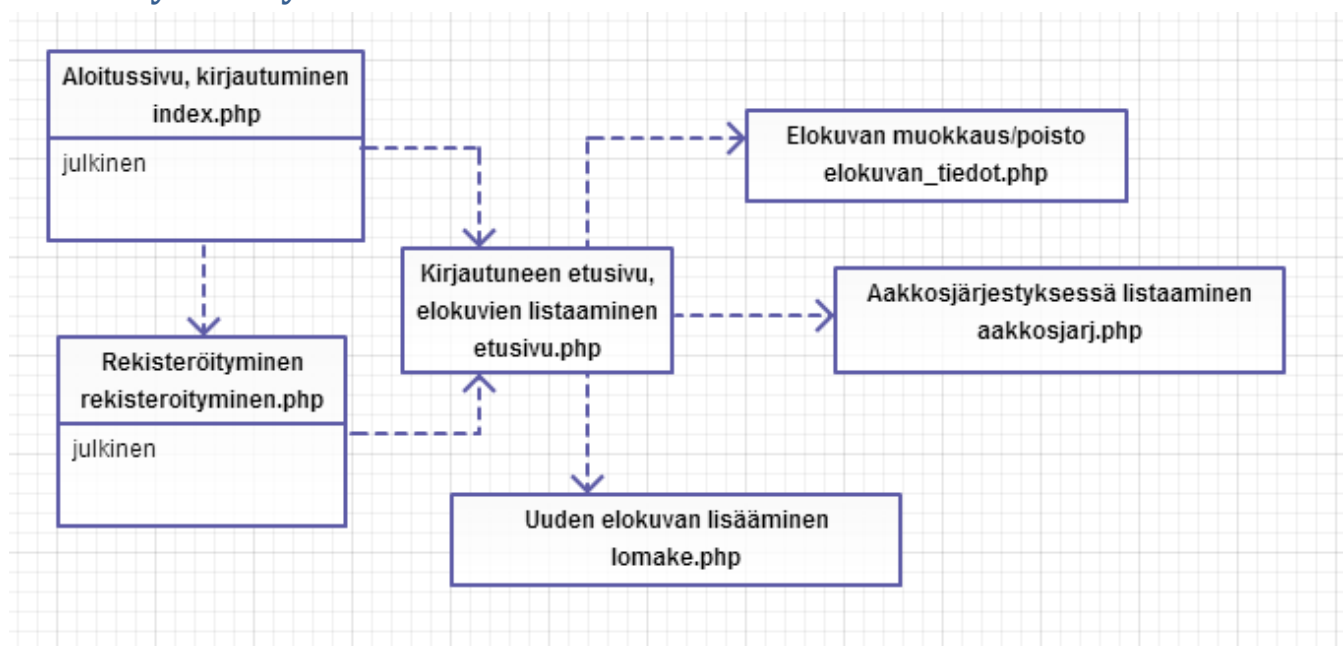 Aloitussivu, kirjautuminen
index.php
julkinen
Rekisteröityminen
rekisteroityminen.php
julkinen
Kirjautuneen etusivu,
elokuvien listaaminen
etusivu.php
Elokuvan muokkaus/poisto
elokuvan_tiedot.php
Aakkosjärjestyksessä listaaminen
aakkosjarj.php
Uuden elokuvan lisääminen
lomake.php